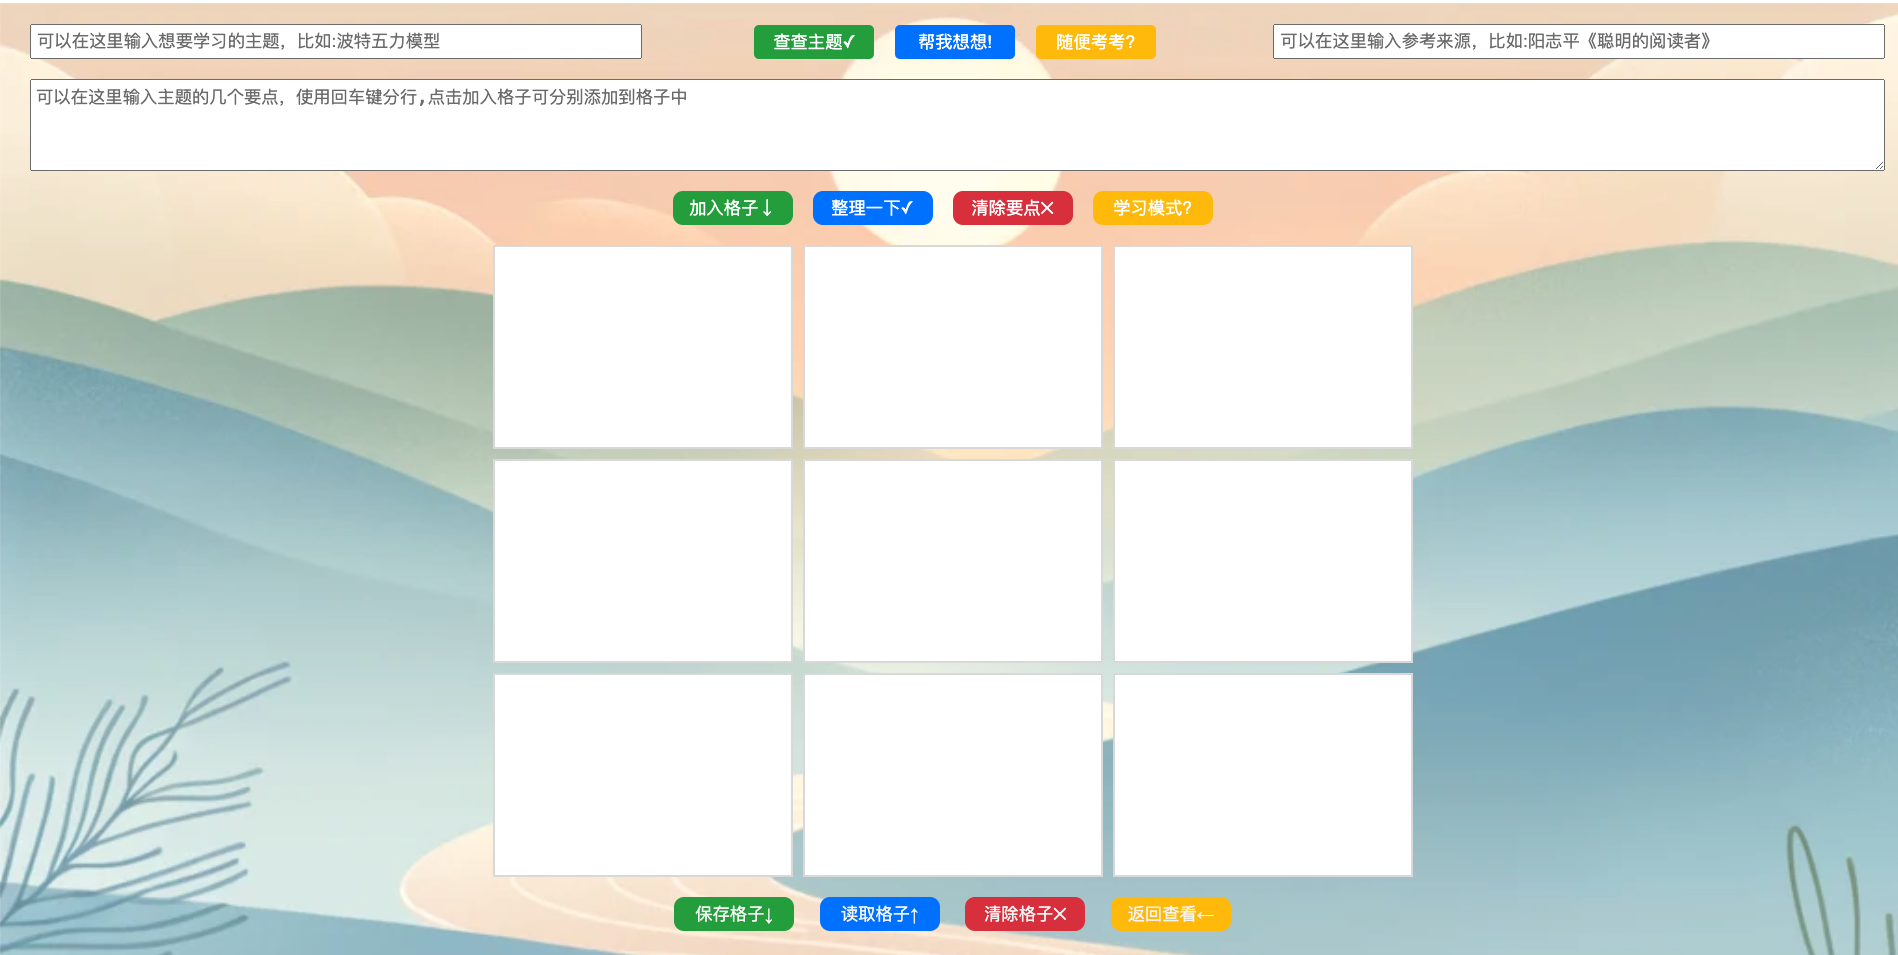 可以在这里输入想要学习的主题，比如:波特五力模型 查查主题✓ 帮我想想! 随便考考? 可以在这里输入参考来源，比如:阳志平《聪明的阅读者》
可以在这里输入主题的几个要点，使用回车键分行,点击加入格子可分别添加到格子中
加入格子↓ 整理一下✓ 清除要点✕ 学习模式?
保存格子↓ 读取格子↑ 清除格子✕ 返回查看←